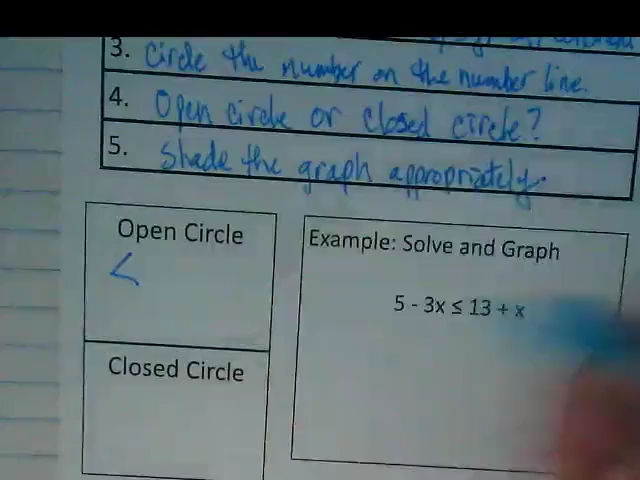 3. Circle the number on the number line.
4. Open circle or closed circle?
5. Shade the graph appropriately.
Open Circle
<
Closed Circle
Example: Solve and Graph
5 - 3x ≤ 13 + x